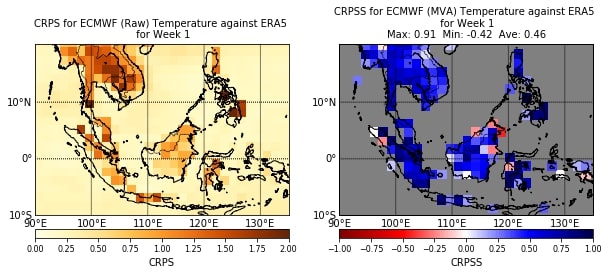 CRPS for ECMWF (Raw) Temperature against ERA5
for Week 1
10°N
0°
10°S
90°E
100°E
110°E
120°E
130°E
0.00 0.25 0.50 0.75 1.00 1.25 1.50 1.75 2.00
CRPS
CRPSS for ECMWF (MVA) Temperature against ERA5
for Week 1
Max: 0.91 Min: -0.42 Ave: 0.46
10°N
0°
10°S
90°E
100°E
110°E
120°E
130°E
−1.00 −0.75 −0.50 −0.25 0.00 0.25 0.50 0.75 1.00
CRPSS